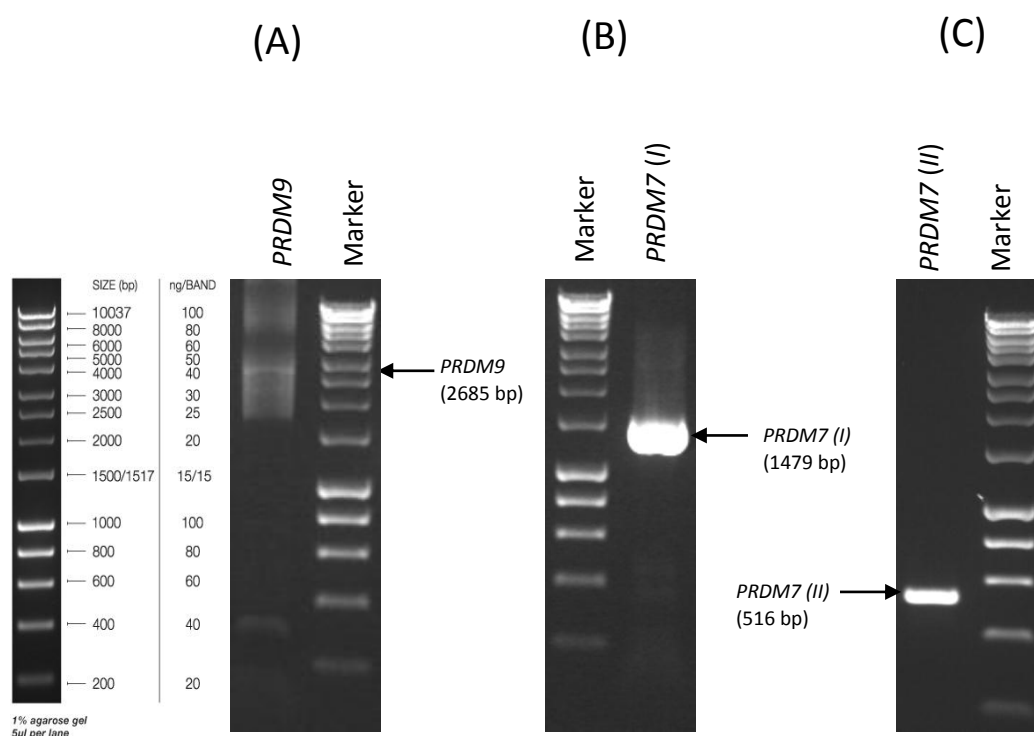 (A)
(B)
(C)
PRDM9
Marker
Marker
PRDM7 (I)
PRDM7 (II)
Marker
SIZE (bp) ng/BAND
10037 100
8000 80
6000 60
5000 50
4000 40
3000 30
2500 25
2000 20
1500/1517 15/15
1000 100
800 80
600 60
400 40
200 20
1% agarose gel
5µl per lane
PRDM9
(2685 bp)
PRDM7 (I)
(1479 bp)
PRDM7 (II)
(516 bp)